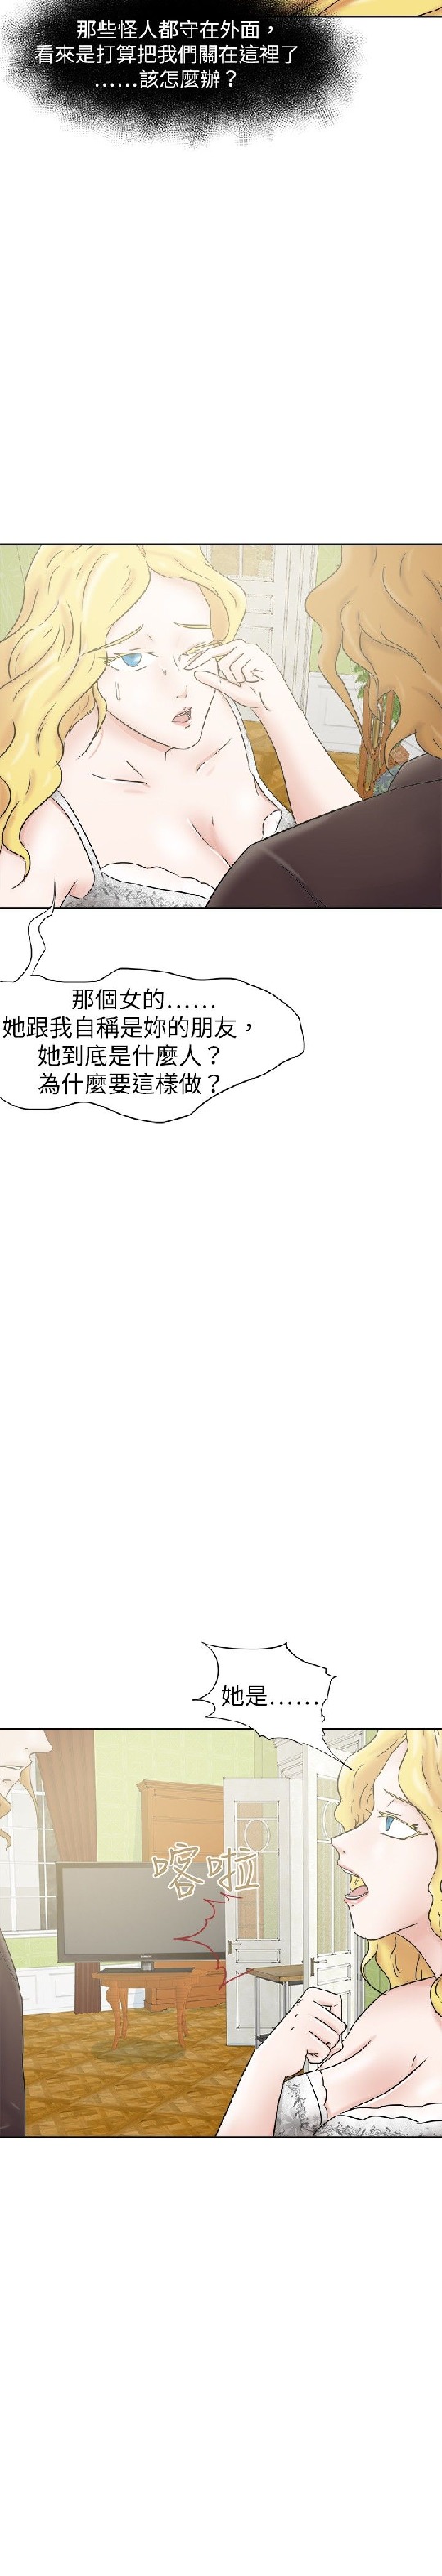 那些怪人都守在外面，
看來是打算把我們關在這裡了
……該怎麼辦？
那個女的……
她跟我自稱是妳的朋友，
她到底是什麼人？
為什麼要這樣做？
她是……
喀啦